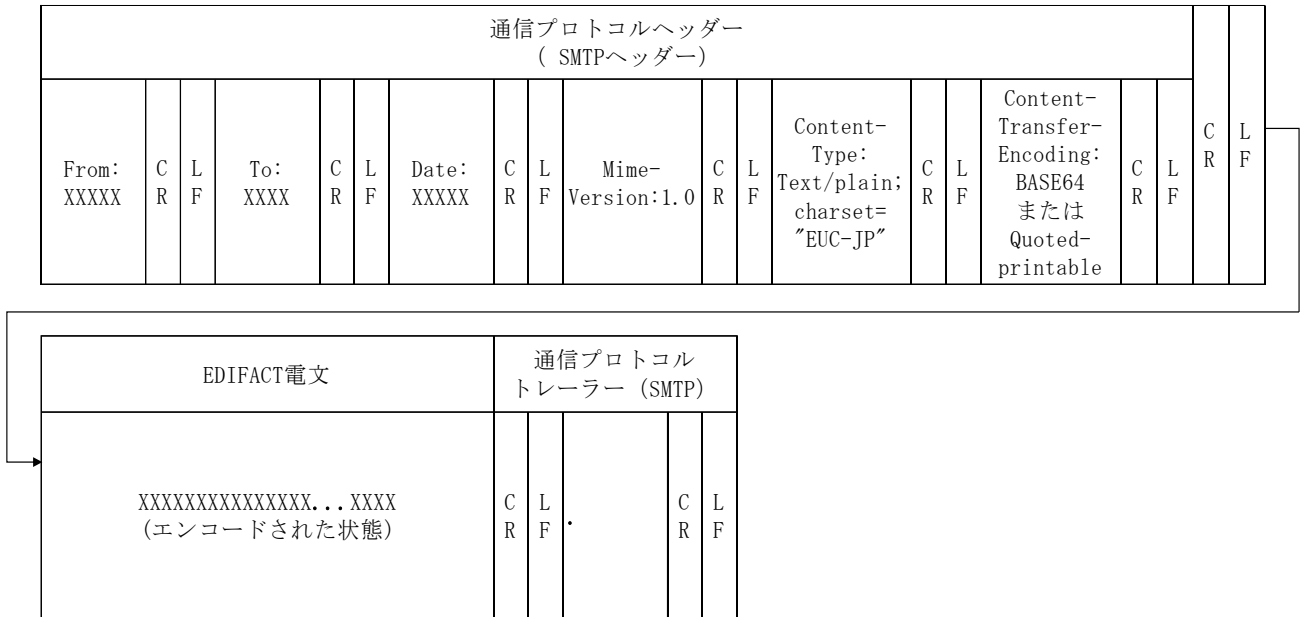 通信プロトコルヘッダー
( SMTPヘッダー)
From:
XXXXX
C
R
L
F
To:
XXXX
C
R
L
F
Date:
XXXXX
C
R
L
F
Mime-
Version:1.0
C
R
L
F
Content-
Type:
Text/plain;
charset=
"EUC-JP"
C
R
L
F
Content-
Transfer-
Encoding:
BASE64
または
Quoted-
printable
C
R
L
F
C
R
L
F
EDIFACT電文
通信プロトコル
トレーラー (SMTP)
XXXXXXXXXXXXXXX...XXXX
(エンコードされた状態)
C
R
L
F
.
C
R
L
F